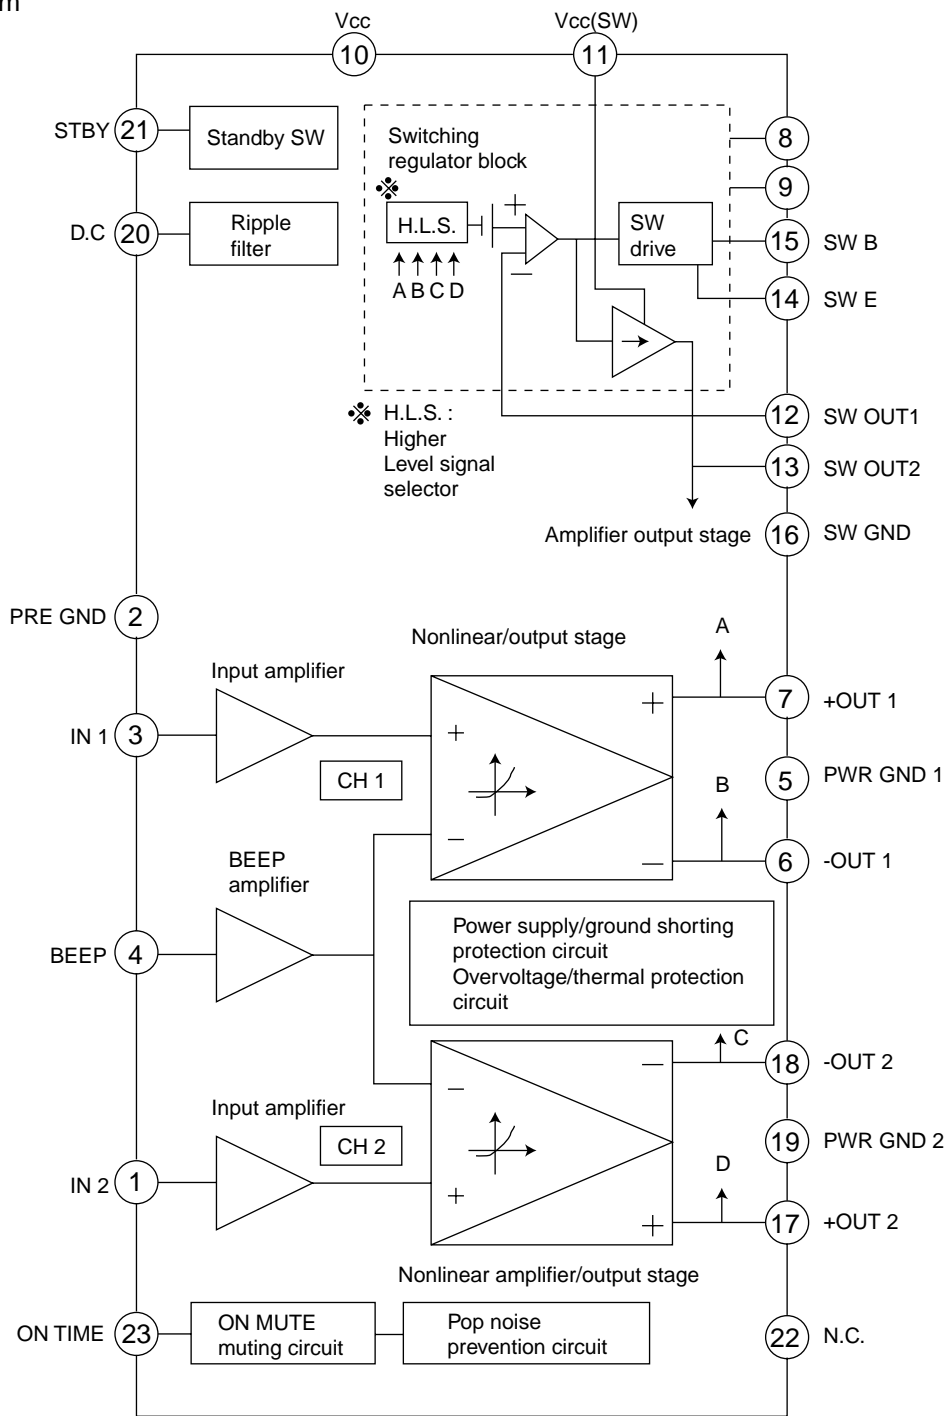 m
Vcc
Vcc(SW)
10
11
STBY
21
Standby SW
Switching
regulator block
8
※
9
D.C
20
Ripple
filter
H.L.S.
+
−
SW
drive
15
SW B
A B C D
14
SW E
※ H.L.S. :
Higher
Level signal
selector
12
SW OUT1
13
SW OUT2
Amplifier output stage
16
SW GND
PRE GND
2
Nonlinear/output stage
A
Input amplifier
+
7
+OUT 1
IN 1
3
+
CH 1
B
5
PWR GND 1
−
−
6
-OUT 1
BEEP
amplifier
BEEP
4
Power supply/ground shorting
protection circuit
Overvoltage/thermal protection
circuit
C
−
18
-OUT 2
−
Input amplifier
CH 2
19
PWR GND 2
D
IN 2
1
+
+
17
+OUT 2
Nonlinear amplifier/output stage
ON TIME
23
ON MUTE
muting circuit
Pop noise
prevention circuit
22
N.C.